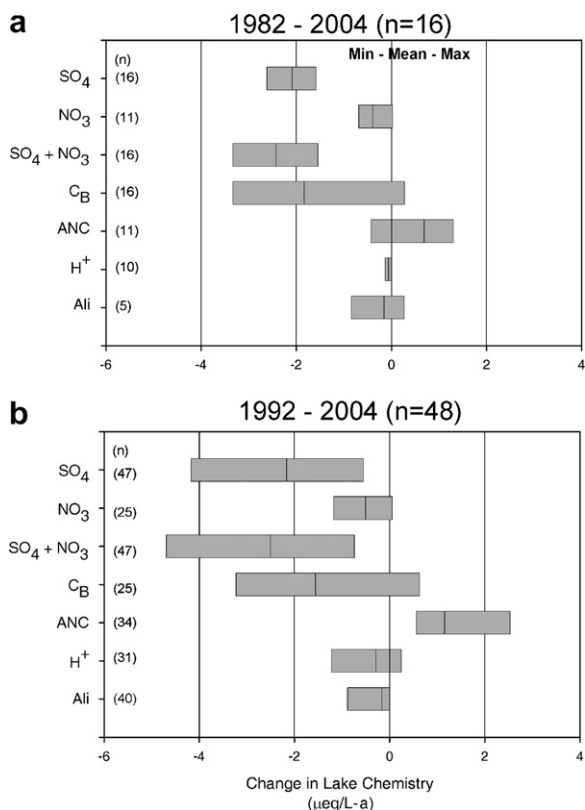 a
1982 - 2004 (n=16)
(n)
Min - Mean - Max
SO4 (16)
NO3 (11)
SO4 + NO3 (16)
CB (16)
ANC (11)
H+ (10)
Ali (5)
-6 -4 -2 0 2 4
b
1992 - 2004 (n=48)
(n)
SO4 (47)
NO3 (25)
SO4 + NO3 (47)
CB (25)
ANC (34)
H+ (31)
Ali (40)
-6 -4 -2 0 2 4
Change in Lake Chemistry
(µeq/L-a)